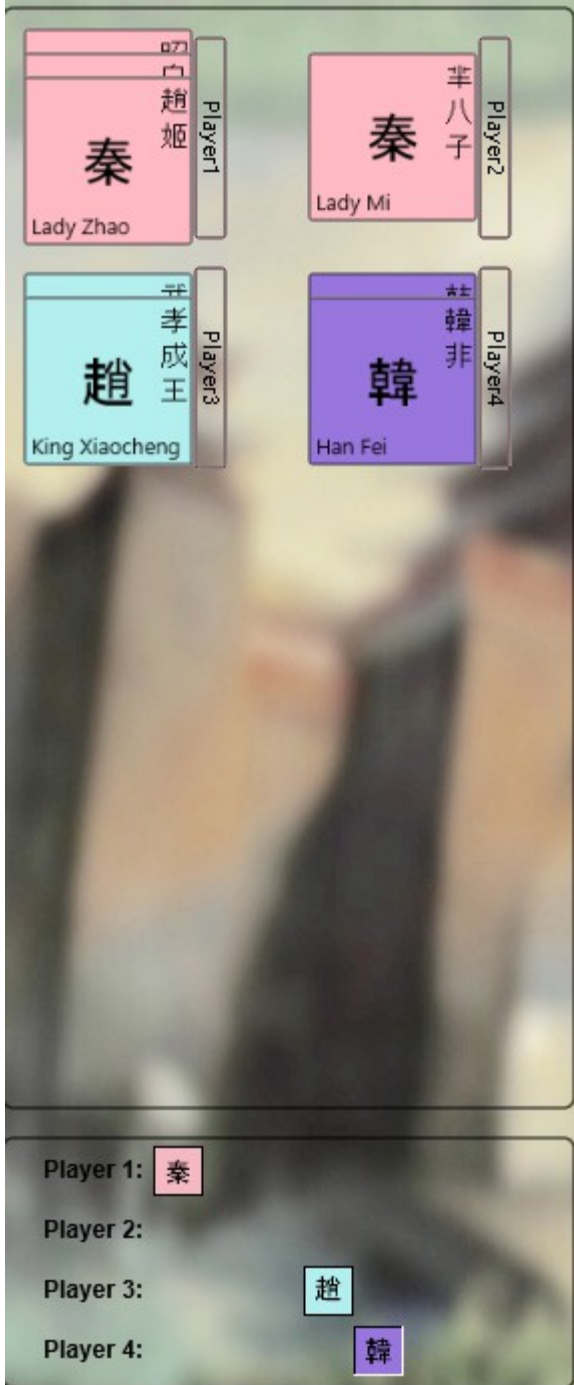 趙姬
秦
Lady Zhao
Player1
羋八子
秦
Lady Mi
Player2
孝成王
趙
King Xiaocheng
Player3
韓非
韓
Han Fei
Player4
Player 1: 秦
Player 2:
Player 3: 趙
Player 4: 韓